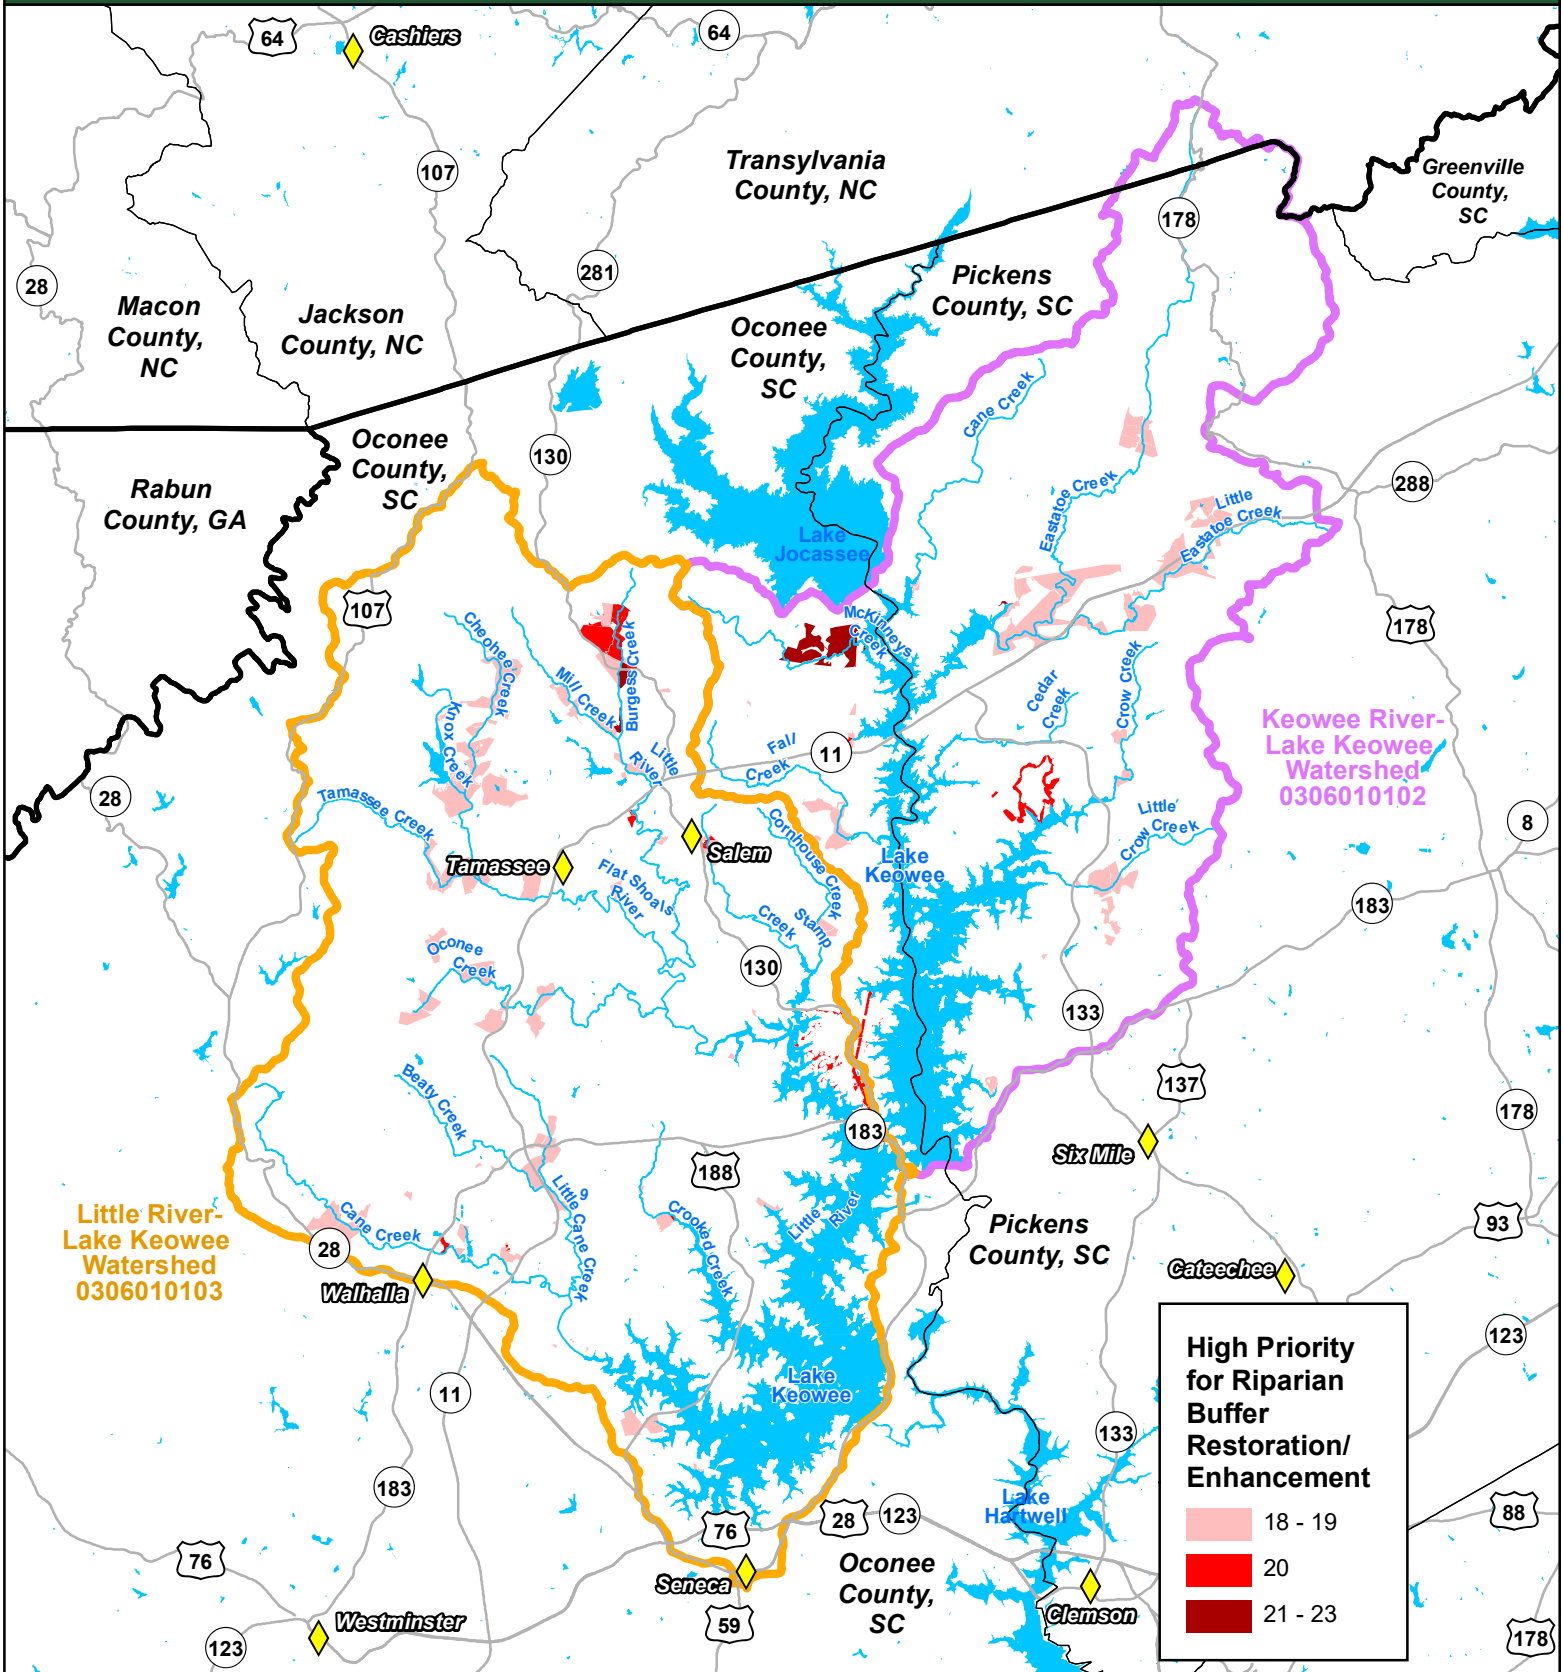 64
Cashiers
64
107
Transylvania
County, NC
Greenville
County,
SC
178
28
281
Macon
County,
NC
Jackson
County, NC
Pickens
County, SC
Oconee
County,
SC
Cane Creek
Oconee
County,
SC
130
Rabun
County, GA
288
Eastatoe Creek
Little
Eastatoe Creek
Lake
Jocassee
107
McKinneys
Creek
178
Cheohee Creek
Mill Creek
Burgess Creek
Knox Creek
Cedar
Creek
Crow Creek
Keowee River-
Lake Keowee
Watershed
0306010102
Little
River
Fall
Creek
11
28
Tamassee Creek
Little
Crow Creek
8
Cornhouse Creek
Salem
Tamassee
Lake
Keowee
Flat Shoals
River
183
Stamp
Creek
Oconee
Creek
130
133
Beaty Creek
137
178
183
Six Mile
188
Little Cane Creek
9
Crooked Creek
Little
River
Little River-
Lake Keowee
Watershed
0306010103
Cane Creek
28
Pickens
County, SC
93
Walhalla
Cateechee
123
High Priority
for Riparian
Buffer
Restoration/
Enhancement
18 - 19
20
21 - 23
Lake
Keowee
11
133
183
Lake
Hartwell
76
28
123
88
76
Oconee
County,
SC
Seneca
Clemson
59
Westminster
123
178